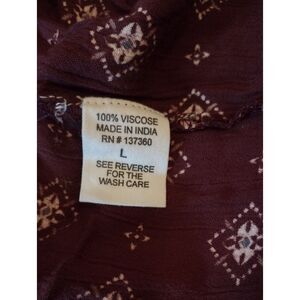 100% VISCOSE
MADE IN INDIA
RN # 137360
L
SEE REVERSE
FOR THE
WASH CARE